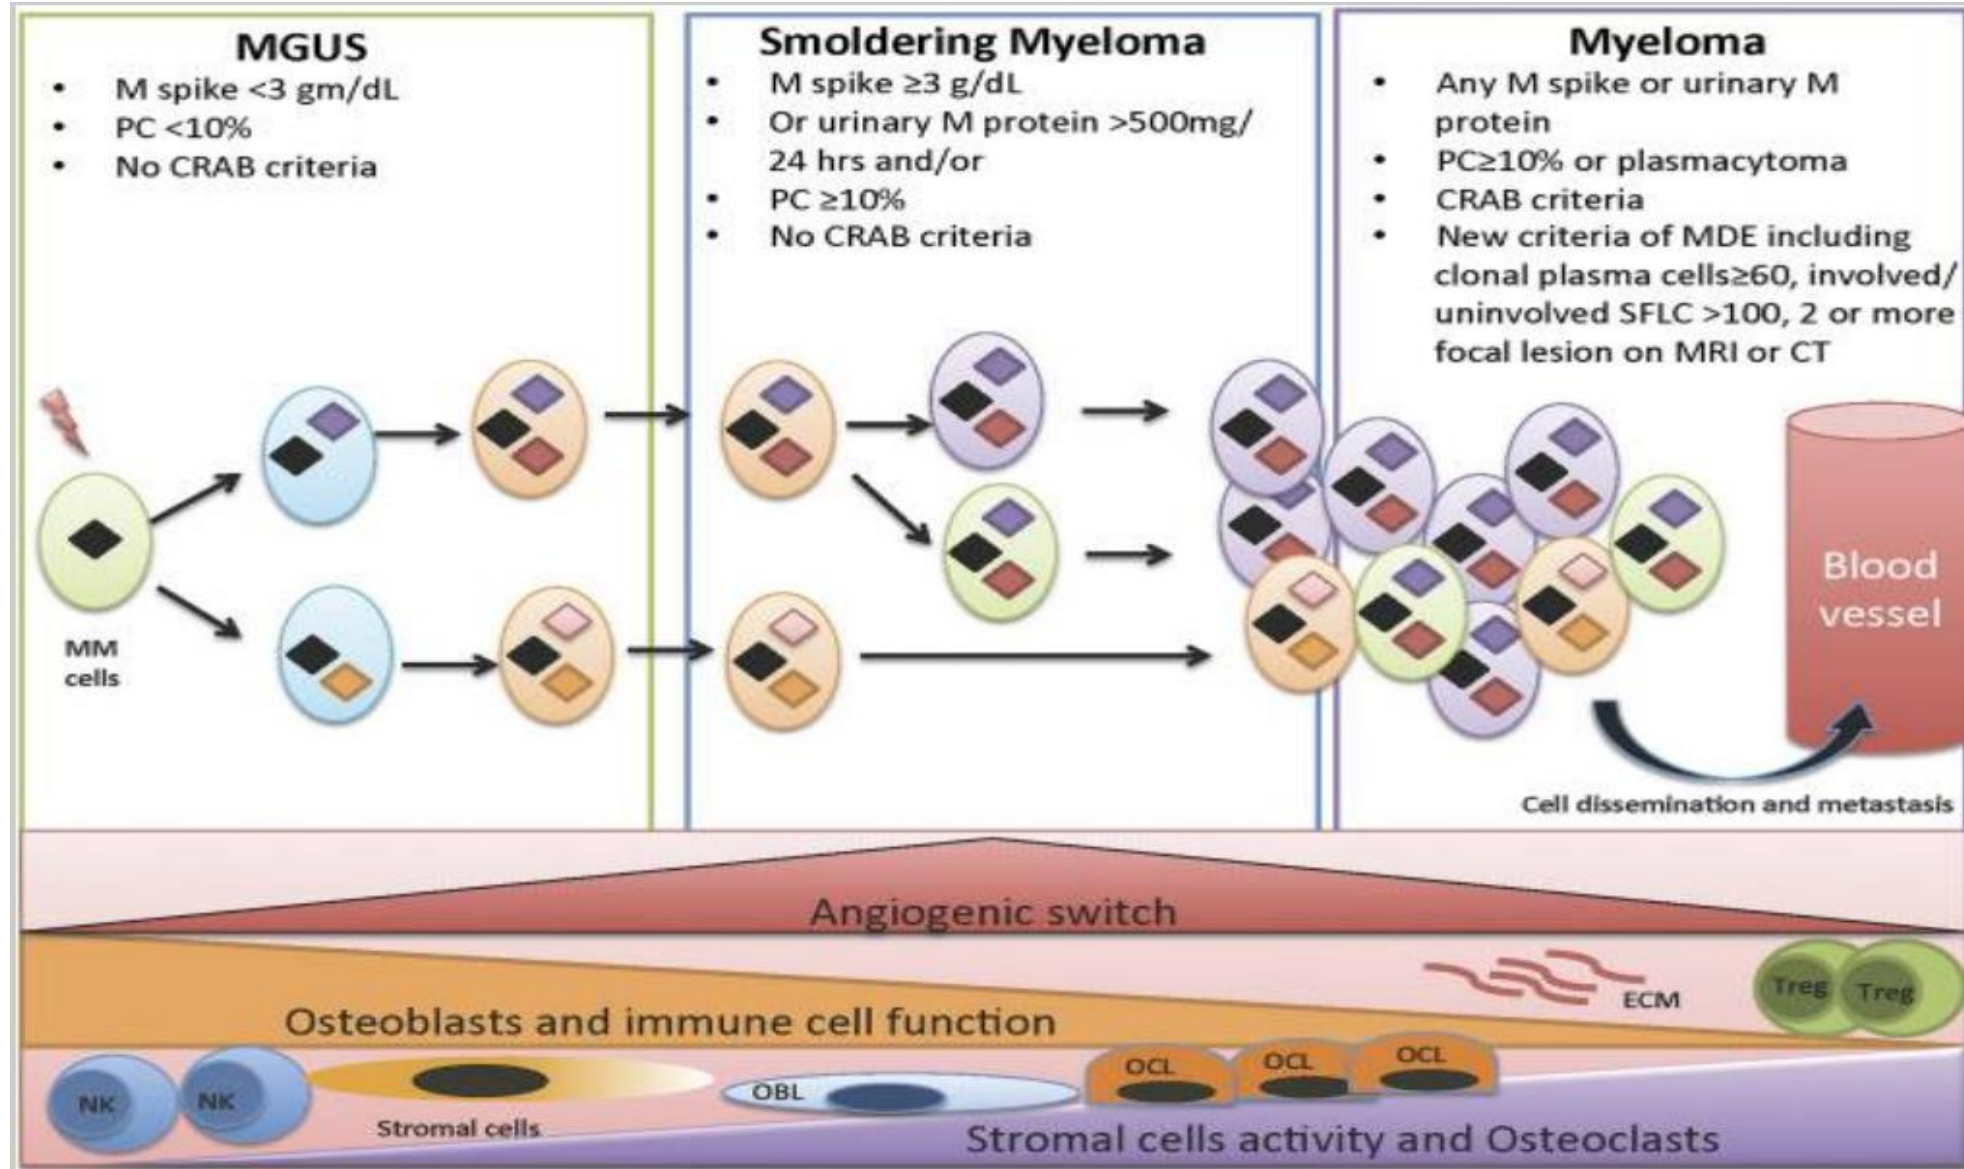 MGUS
• M spike <3 gm/dL
• PC <10%
• No CRAB criteria
Smoldering Myeloma
• M spike ≥3 g/dL
• Or urinary M protein >500mg/
24 hrs and/or
• PC ≥10%
• No CRAB criteria
Myeloma
• Any M spike or urinary M
protein
• PC≥10% or plasmacytoma
• CRAB criteria
• New criteria of MDE including
clonal plasma cells≥60, involved/
uninvolved SFLC >100, 2 or more
focal lesion on MRI or CT
MM
cells
Blood
vessel
Cell dissemination and metastasis
Angiogenic switch
Osteoblasts and immune cell function
ECM
Treg
Treg
NK
NK
Stromal cells
OBL
OCL
OCL
OCL
Stromal cells activity and Osteoclasts